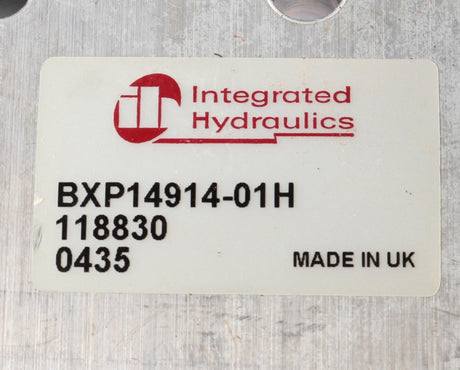 Integrated
Hydraulics
BXP14914-01H
118830
0435
MADE IN UK